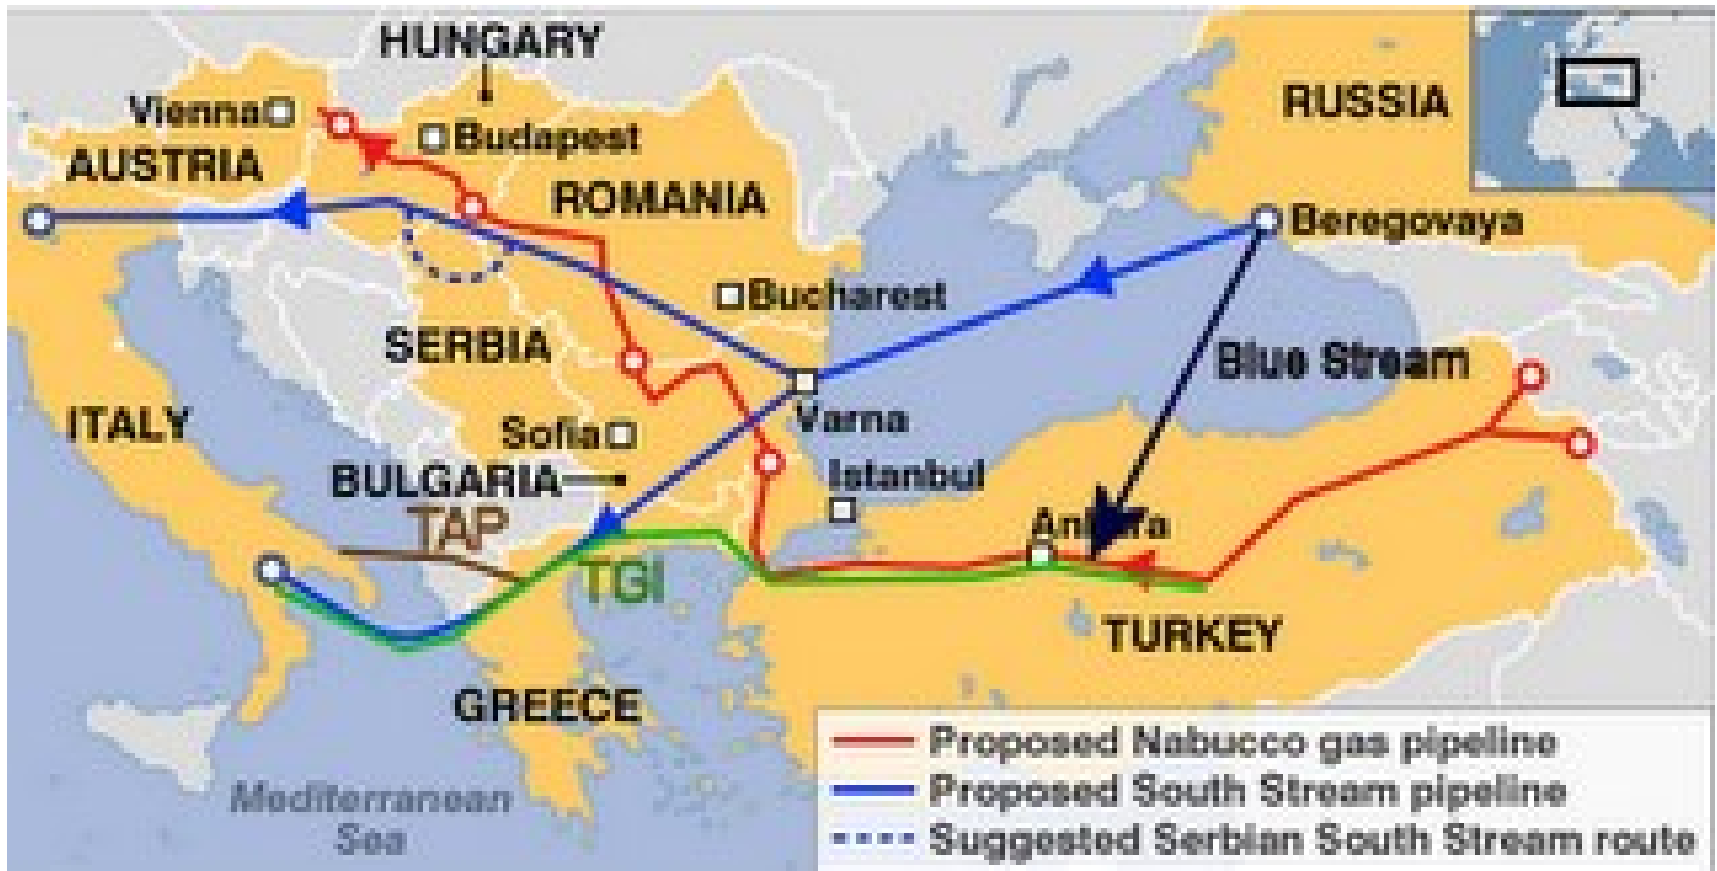 HUNGARY
RUSSIA
Vienna
Budapest
AUSTRIA
ROMANIA
Beregovaya
Bucharest
SERBIA
Blue Stream
ITALY
Varna
Sofia
BULGARIA
Istanbul
TAP
Ankara
TGI
TURKEY
GREECE
Proposed Nabucco gas pipeline
Mediterranean
Sea
Proposed South Stream pipeline
Suggested Serbian South Stream route